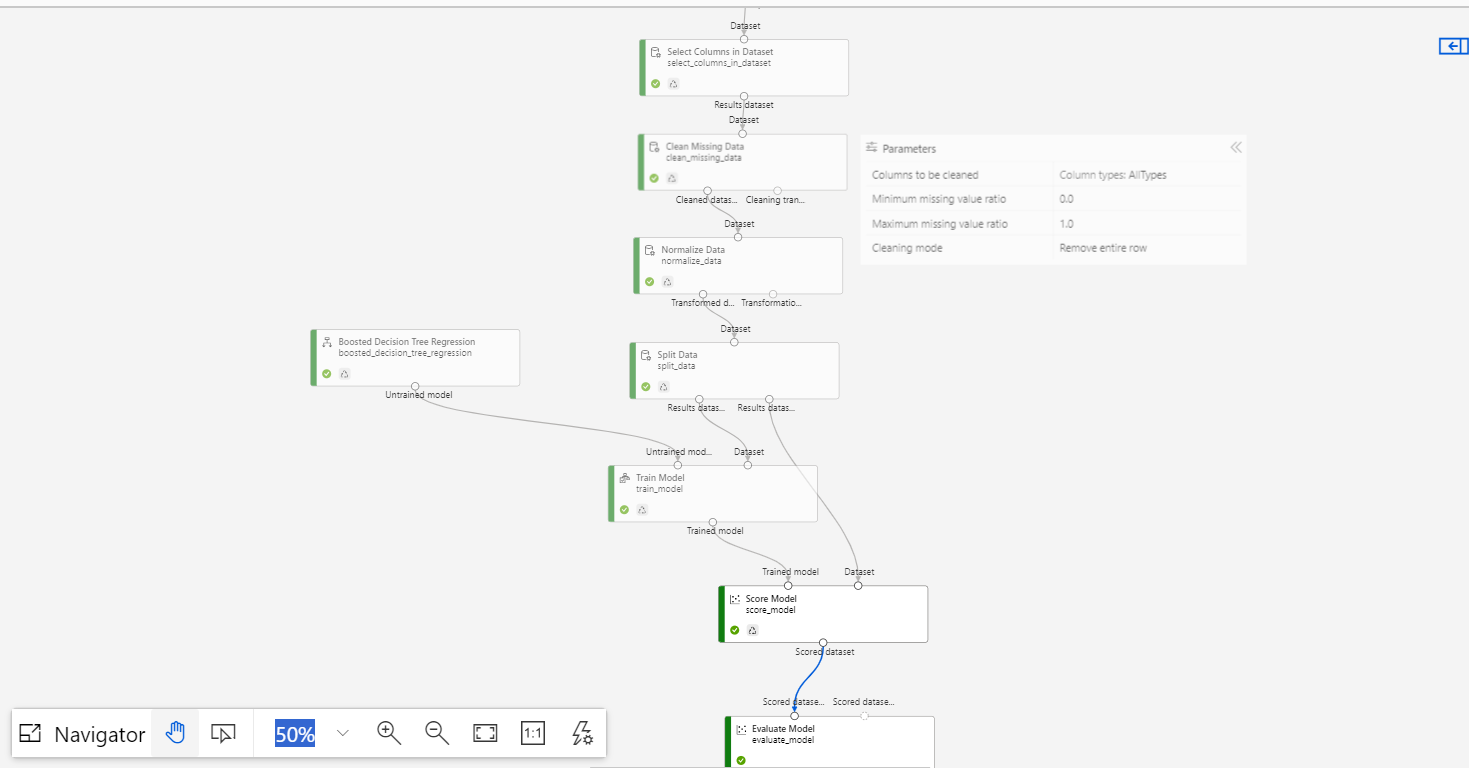 Dataset
Select Columns in Dataset
select_columns_in_dataset
Results dataset
Dataset
Clean Missing Data
clean_missing_data
Cleaned datas... Cleaning tran...
Parameters
Columns to be cleaned Column types: AllTypes
Minimum missing value ratio 0.0
Maximum missing value ratio 1.0
Cleaning mode Remove entire row
Dataset
Normalize Data
normalize_data
Transformed d... Transformatio...
Dataset
Boosted Decision Tree Regression
boosted_decision_tree_regression
Untrained model
Split Data
split_data
Results datas... Results datas...
Untrained mod... Dataset
Train Model
train_model
Trained model
Trained model Dataset
Score Model
score_model
Scored dataset
Scored datase... Scored datase...
Evaluate Model
evaluate_model
Navigator 50% 1:1